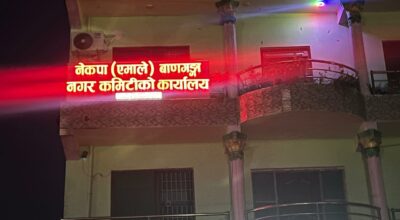 नेकपा (एमाले) बाणगङ्गा
नगर कमिटीको कार्यालय